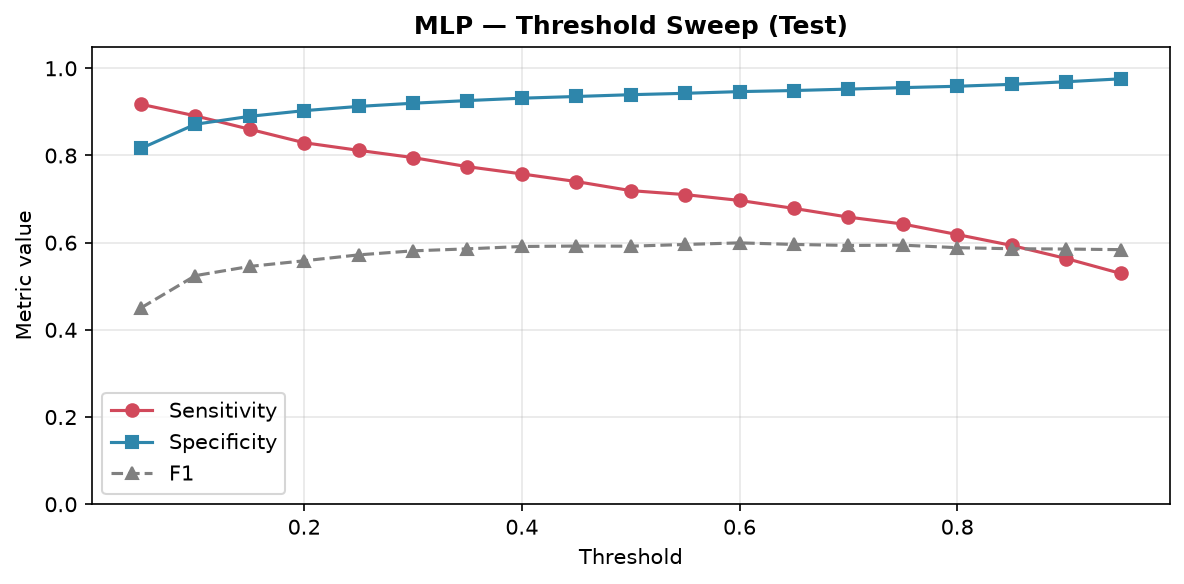 MLP — Threshold Sweep (Test)
Metric value
1.0
0.8
0.6
0.4
0.2
0.0
Sensitivity
Specificity
F1
0.2 0.4 0.6 0.8
Threshold